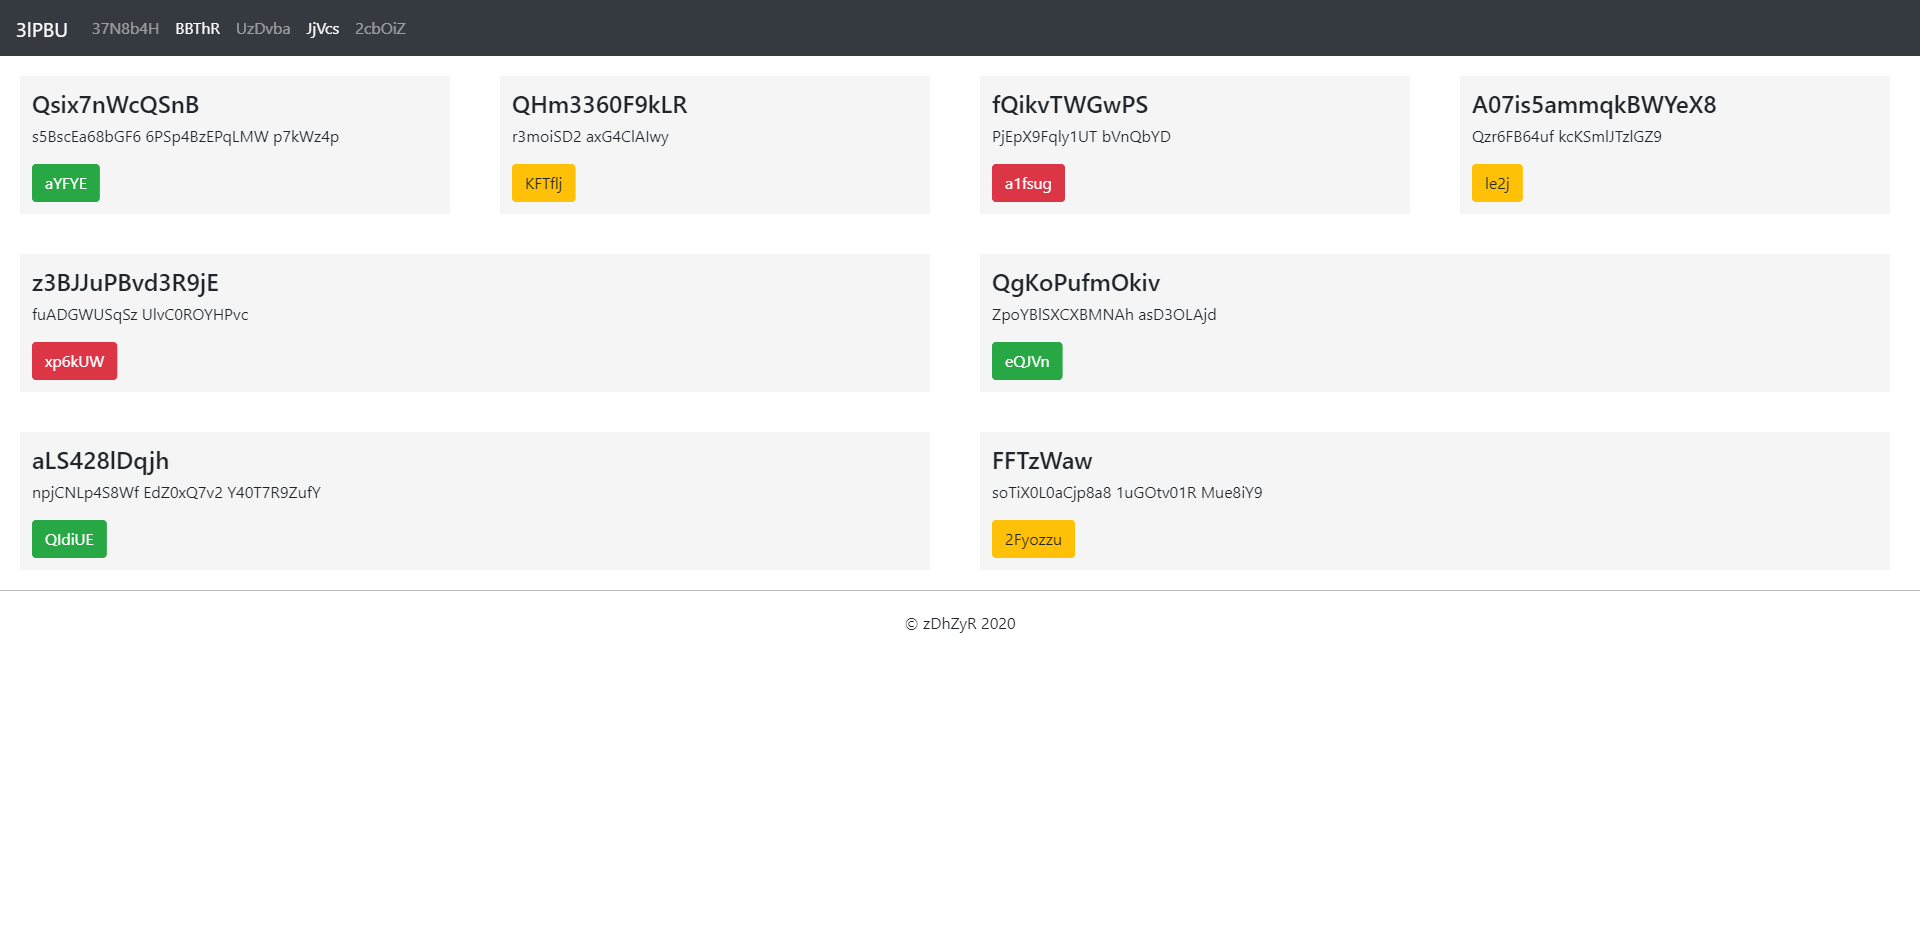 3lPBU 37N8b4H BBThR UzDvba JjVcs 2cbOiZ
Qsix7nWcQSnB
s5BscEa68bGF6 6PSp4BzEPqLMW p7kWz4p
aYFYE
QHm3360F9kLR
r3moiSD2 axG4ClAIwy
KFTflj
fQikvTWGwPS
PjEpX9Fqly1UT bVnQbYD
a1fsug
A07is5ammqkBWYeX8
Qzr6FB64uf kcKSmlJTzlGZ9
le2j
z3BJJuPBvd3R9jE
fuADGWUSqSz UlvC0ROYHPvc
xp6kUW
QgKoPufmOkiv
ZpoYBlSXCXBMNAh asD3OLAjd
eQJVn
aLS428lDqjh
npjCNLp4S8Wf EdZ0xQ7v2 Y40T7R9ZufY
QJdiUE
FFTzWaw
soTiX0L0aCjp8a8 1uGOtv01R Mue8iY9
2Fyozzu
© zDhZyR 2020